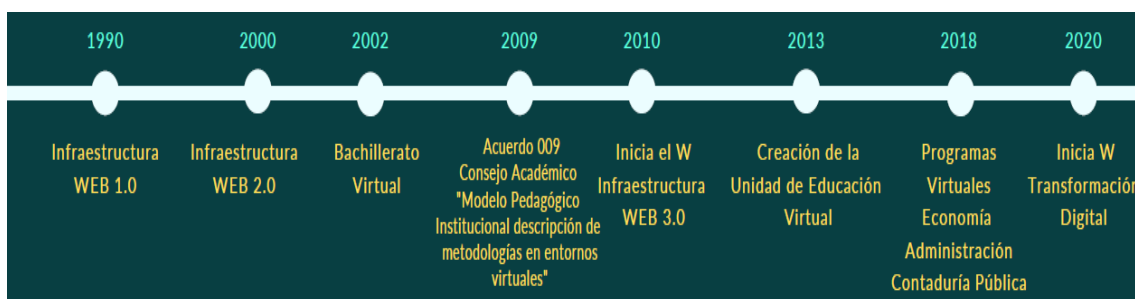 1990
Infraestructura
WEB 1.0
2000
Infraestructura
WEB 2.0
2002
Bachillerato
Virtual
2009
Acuerdo 009
Consejo Académico
"Modelo Pedagógico
Institucional descripción de
metodologías en entornos
virtuales"
2010
Inicia el W
Infraestructura
WEB 3.0
2013
Creación de la
Unidad de Educación
Virtual
2018
Programas
Virtuales
Economía
Administración
Contaduría Pública
2020
Inicia W
Transformación
Digital